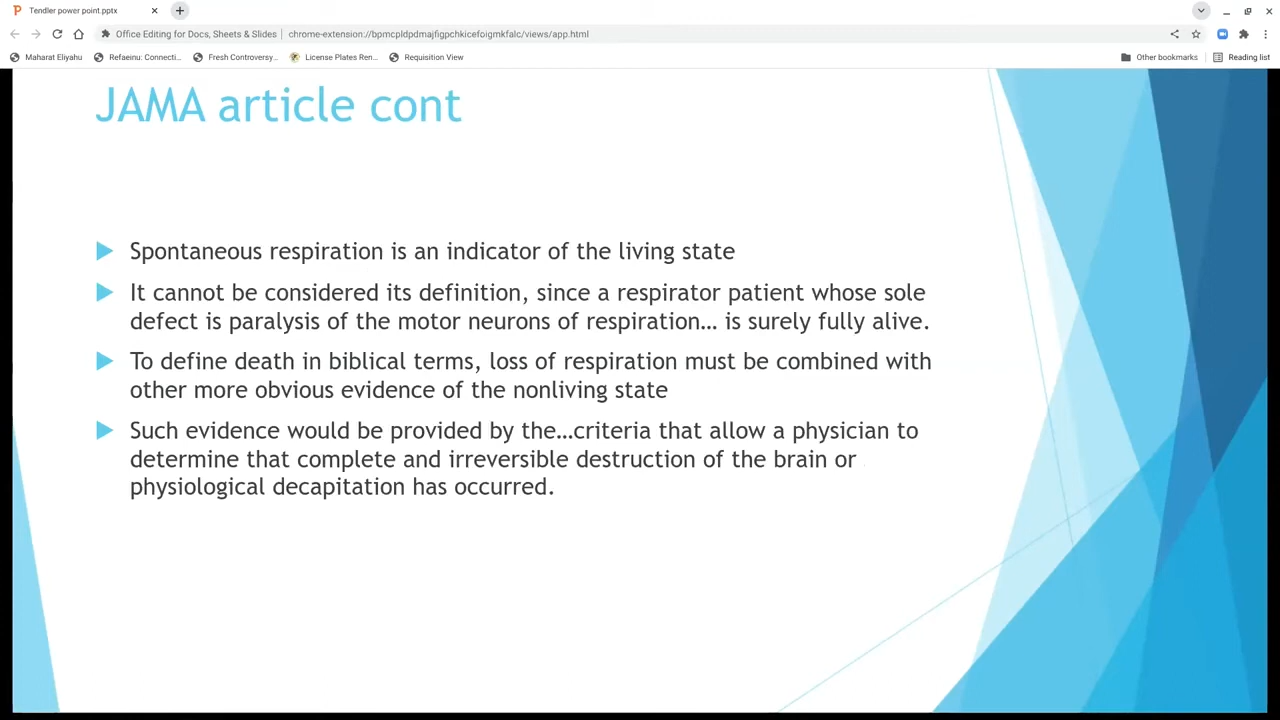 Tendler power point.pptx
Office Editing for Docs, Sheets & Slides | chrome-extension://bpmcpldpdmajfigpchkicefoigmkfalc/views/app.html
Maharat Eliyahu Refaeinu: Connecti... Fresh Controversy... License Plates Ren... Requisition View Other bookmarks Reading list
JAMA article cont
Spontaneous respiration is an indicator of the living state
It cannot be considered its definition, since a respirator patient whose sole
defect is paralysis of the motor neurons of respiration… is surely fully alive.
To define death in biblical terms, loss of respiration must be combined with
other more obvious evidence of the nonliving state
Such evidence would be provided by the…criteria that allow a physician to
determine that complete and irreversible destruction of the brain or
physiological decapitation has occurred.